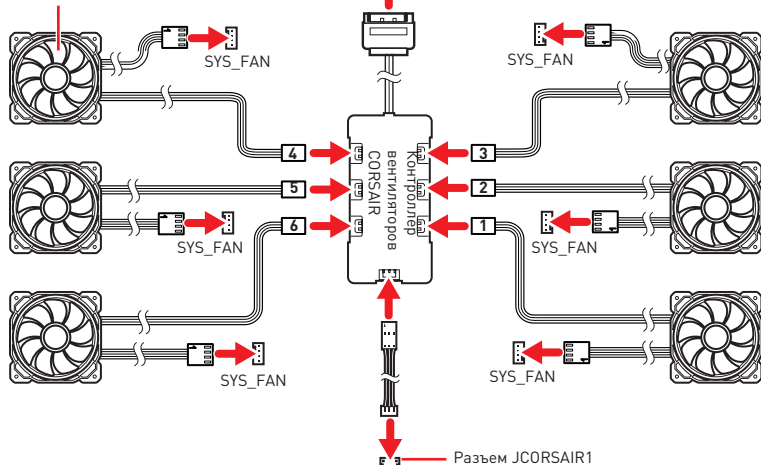 SYS_FAN
SYS_FAN
4
3
5
2
6
1
Контроллер
вентиляторов
CORSAIR
SYS_FAN
SYS_FAN
SYS_FAN
SYS_FAN
Разъем JCORSAIR1